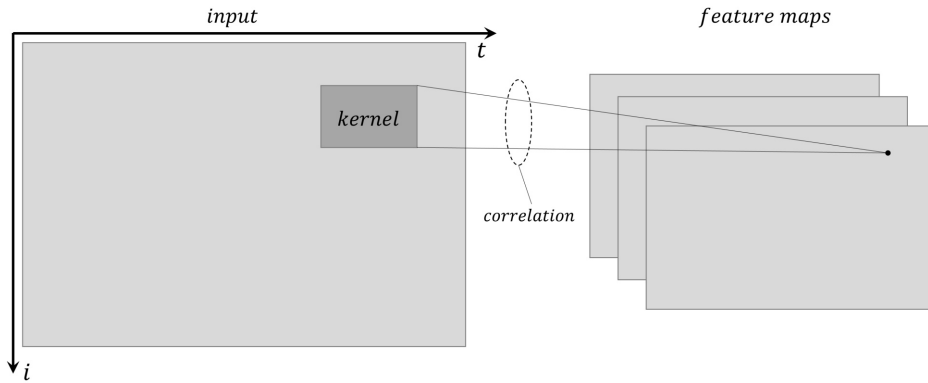 input
feature maps
t
kernel
correlation
i